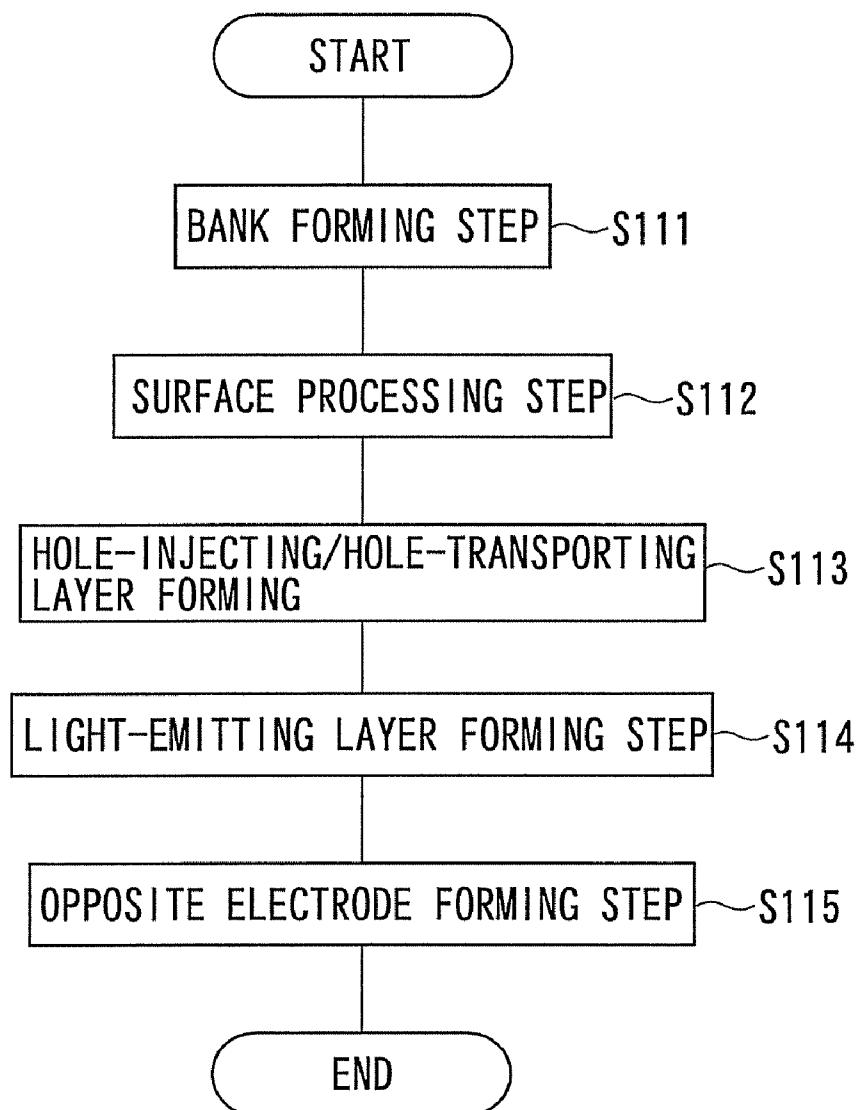 START
BANK FORMING STEP S111
SURFACE PROCESSING STEP S112
HOLE-INJECTING/HOLE-TRANSPORTING
LAYER FORMING S113
LIGHT-EMITTING LAYER FORMING STEP S114
OPPOSITE ELECTRODE FORMING STEP S115
END